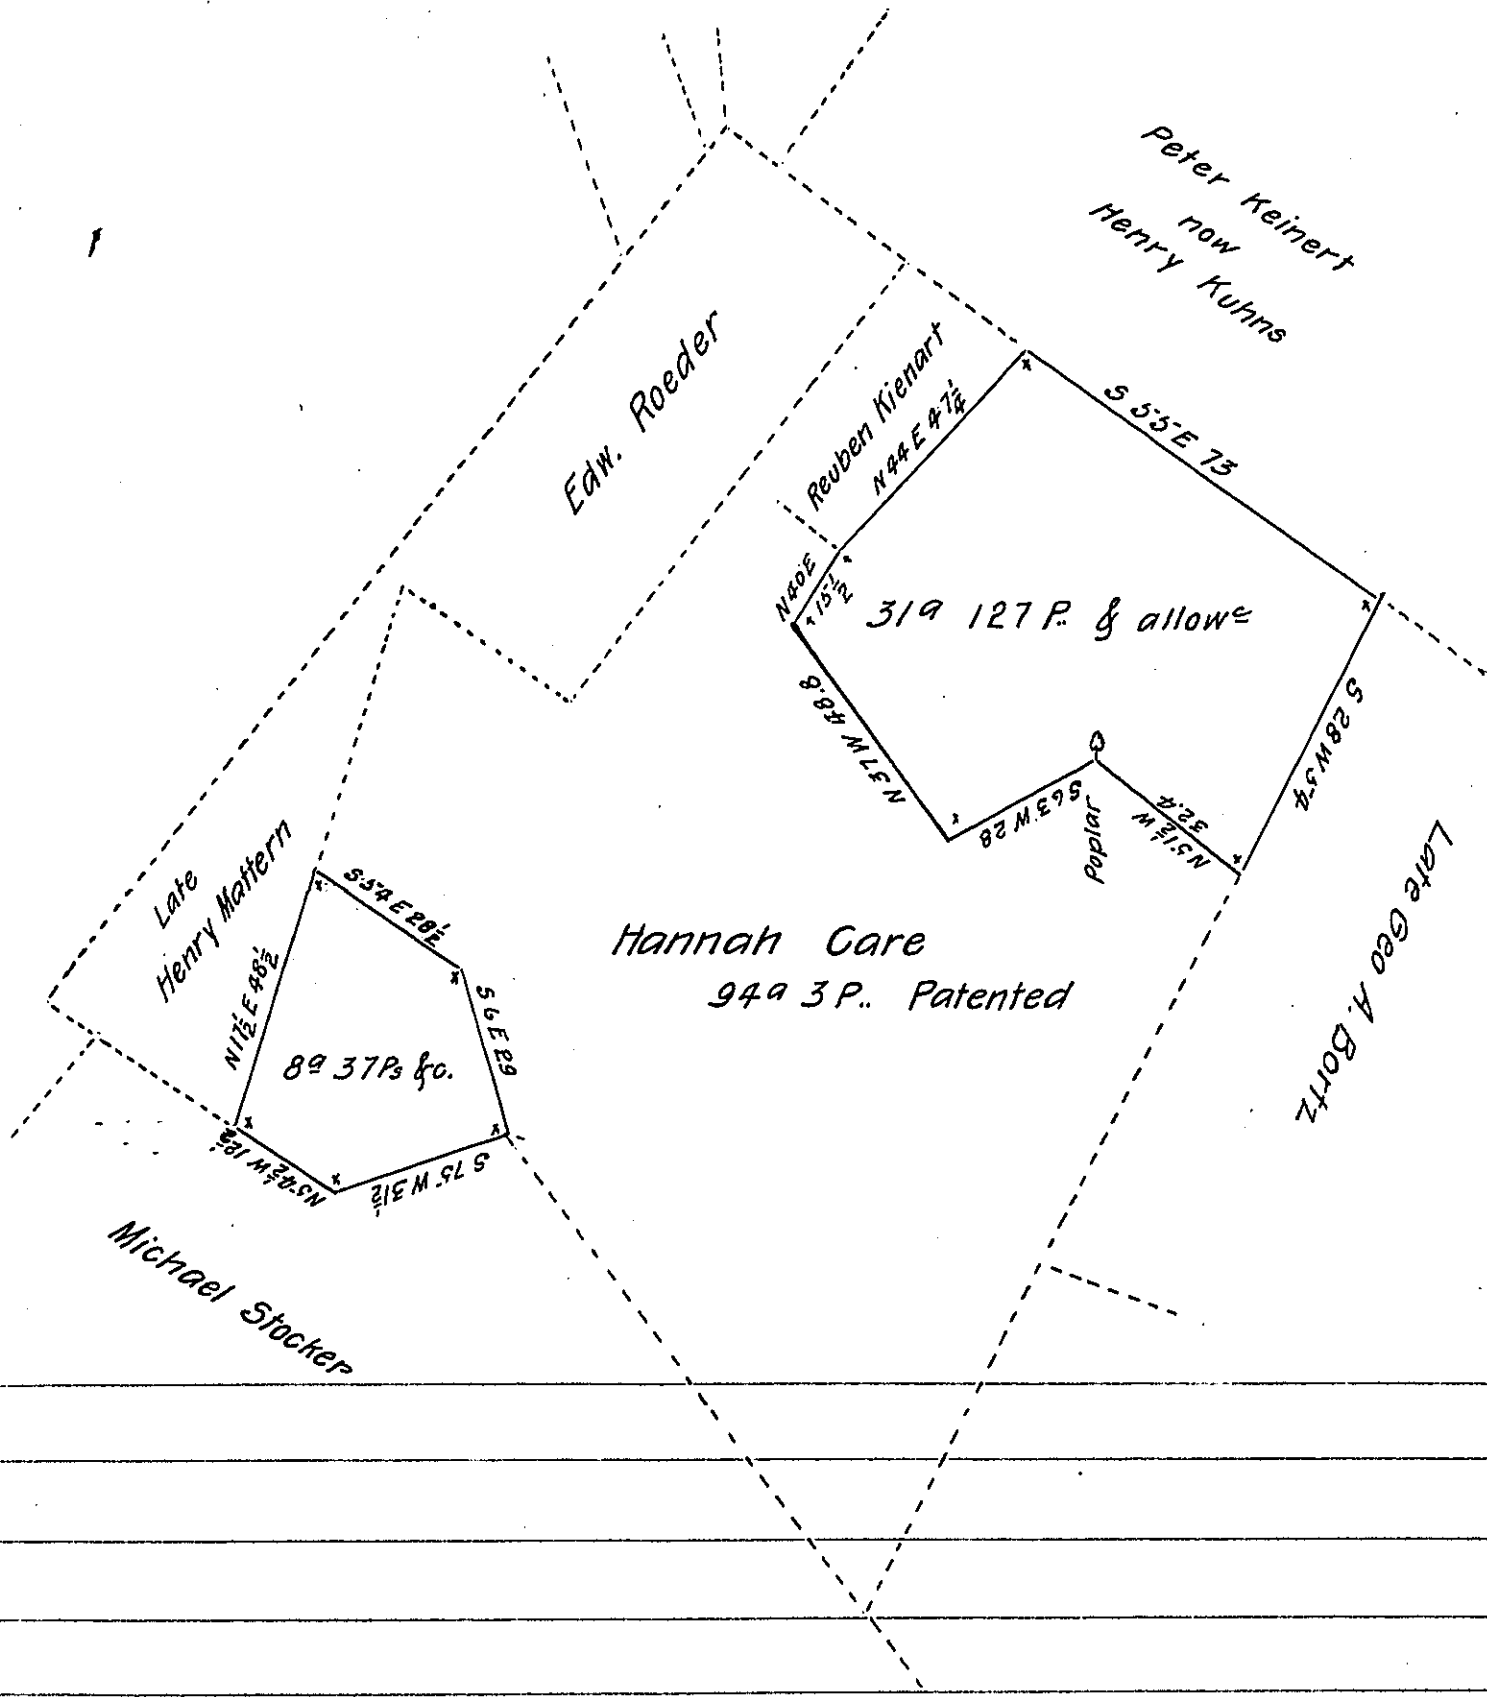 Peter Keinert
now
Henry Kuhns
Edw. Roeder
Reuben Kienart
N 44 E 47¼
S 55 E 73
N 40 E
15½
31a 127 P. & allowc
S 28 W 54
N 37 W 48.8
S 63 W 28
Poplar
N 51½ W
32.4
Late Geo A. Bortz
Late
Henry Mattern
S 54 E 28½
N 17½ E 48½
S 6 E 29
8a 37 Ps &c.
Hannah Care
94a 3 P.. Patented
N 54½ W 12½
S 75 W 31½
Michael Stocker